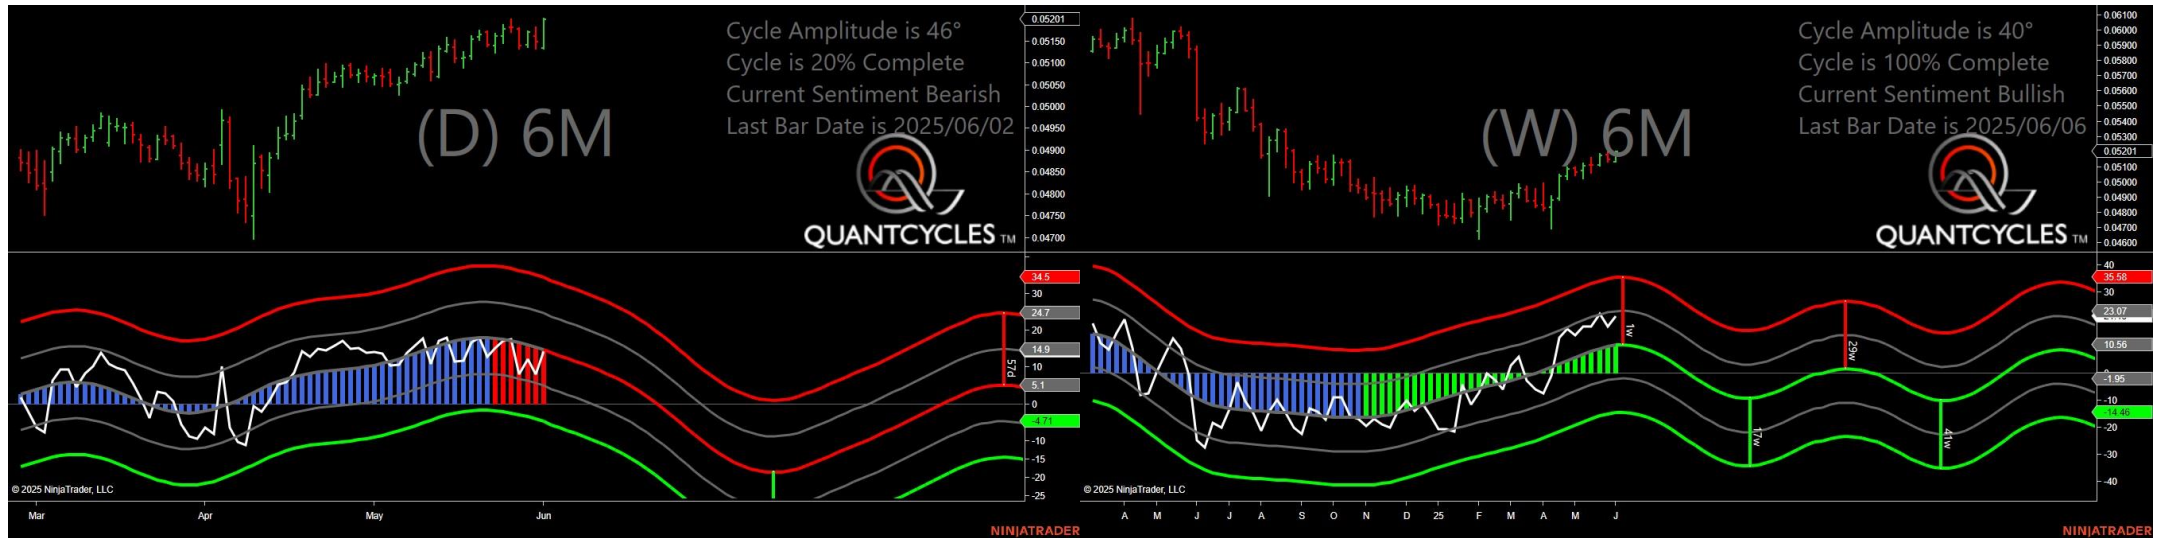 Cycle Amplitude is 46°
Cycle is 20% Complete
Current Sentiment Bearish
Last Bar Date is 2025/06/02
(D) 6M
QUANTCYCLES TM
0.05201
0.05150
0.05100
0.05050
0.05000
0.04950
0.04900
0.04850
0.04800
0.04750
0.04700
34.5
30
24.7
20
14.9
10
5.1
0
-4.71
-10
-15
-20
-25
57d
© 2025 NinjaTrader, LLC
Mar Apr May Jun
NINJATRADER
Cycle Amplitude is 40°
Cycle is 100% Complete
Current Sentiment Bullish
Last Bar Date is 2025/06/06
(W) 6M
QUANTCYCLES TM
0.06100
0.06000
0.05900
0.05800
0.05700
0.05600
0.05500
0.05400
0.05300
0.05201
0.05100
0.05000
0.04900
0.04800
0.04700
0.04600
40
35.58
30
23.07
10.56
-1.95
-10
-14.46
-20
-30
-40
1w
29w
17w
41w
© 2025 NinjaTrader, LLC
A M J J A S O N D 25 F M A M J
NINJATRADER